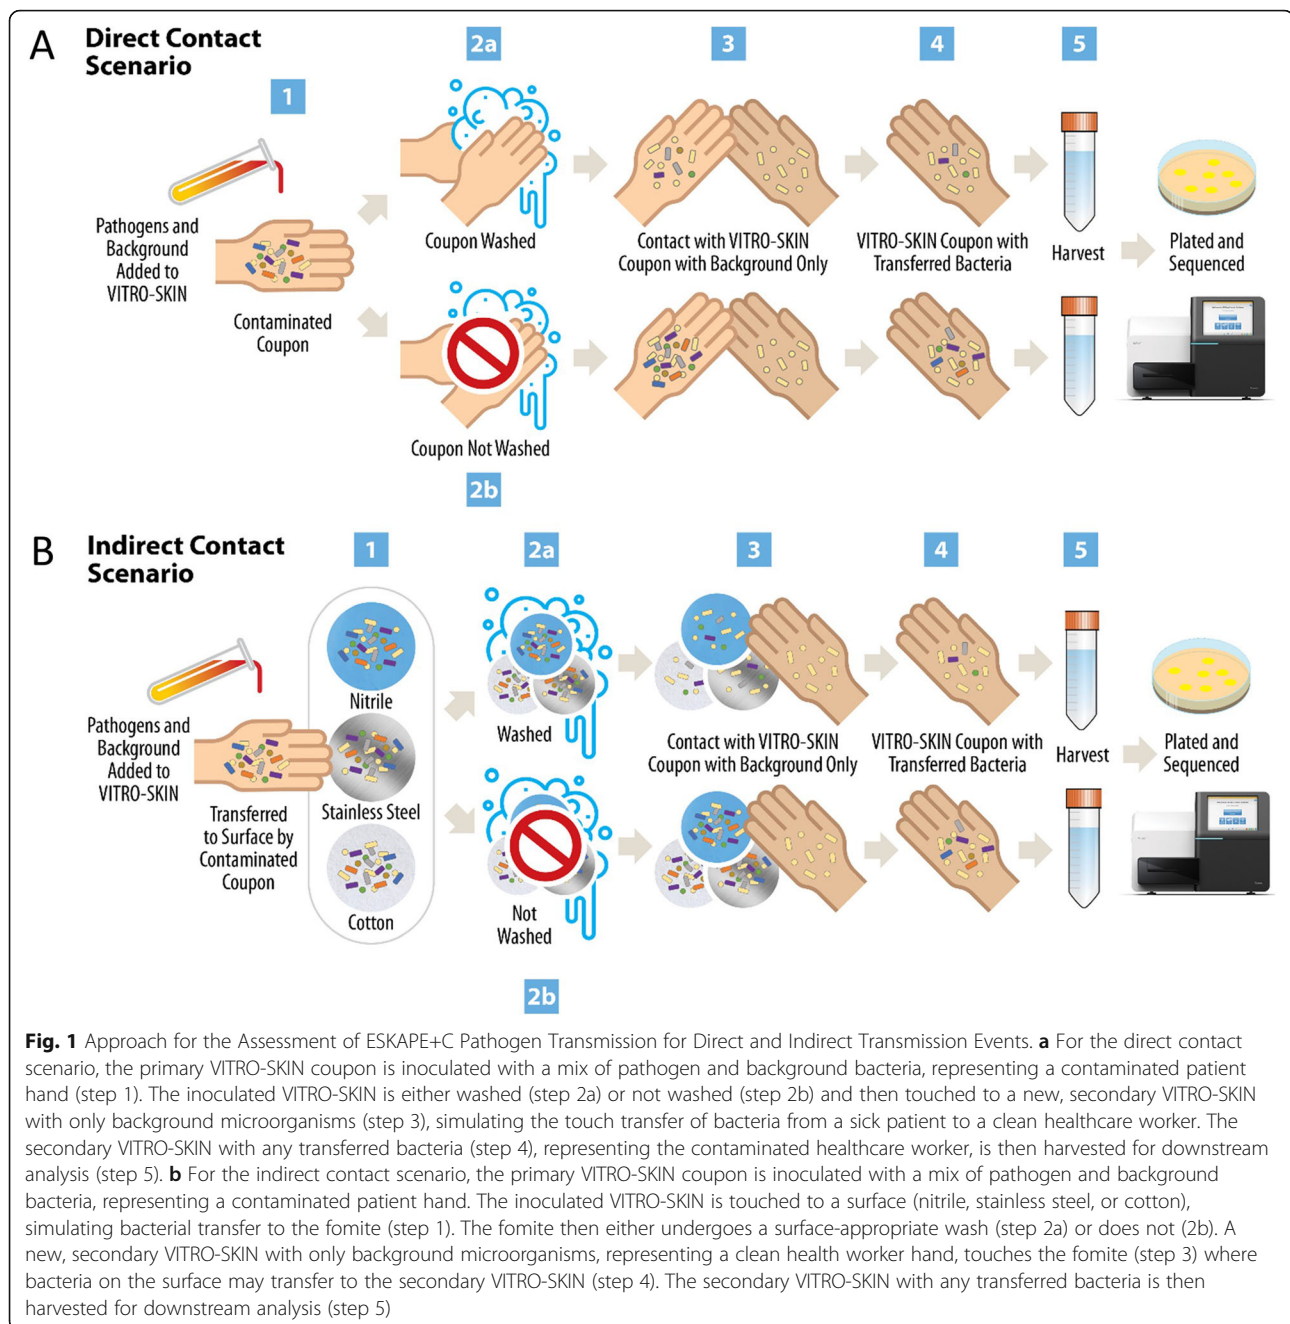 A
Direct Contact
Scenario
1
2a
3
4
5
Pathogens and
Background
Added to
VITRO-SKIN
Contaminated
Coupon
Coupon Washed
Contact with VITRO-SKIN
Coupon with Background Only
VITRO-SKIN Coupon with
Transferred Bacteria
Harvest
Plated and
Sequenced
Coupon Not Washed
2b
B
Indirect Contact
Scenario
1
2a
3
4
5
Pathogens and
Background
Added to
VITRO-SKIN
Transferred
to Surface by
Contaminated
Coupon
Nitrile
Stainless Steel
Cotton
Washed
Not
Washed
2b
Contact with VITRO-SKIN
Coupon with Background Only
VITRO-SKIN Coupon with
Transferred Bacteria
Harvest
Plated and
Sequenced
Fig. 1 Approach for the Assessment of ESKAPE+C Pathogen Transmission for Direct and Indirect Transmission Events. a For the direct contact
scenario, the primary VITRO-SKIN coupon is inoculated with a mix of pathogen and background bacteria, representing a contaminated patient
hand (step 1). The inoculated VITRO-SKIN is either washed (step 2a) or not washed (step 2b) and then touched to a new, secondary VITRO-SKIN
with only background microorganisms (step 3), simulating the touch transfer of bacteria from a sick patient to a clean healthcare worker. The
secondary VITRO-SKIN with any transferred bacteria (step 4), representing the contaminated healthcare worker, is then harvested for downstream
analysis (step 5). b For the indirect contact scenario, the primary VITRO-SKIN coupon is inoculated with a mix of pathogen and background
bacteria, representing a contaminated patient hand. The inoculated VITRO-SKIN is touched to a surface (nitrile, stainless steel, or cotton),
simulating bacterial transfer to the fomite (step 1). The fomite then either undergoes a surface-appropriate wash (step 2a) or does not (2b). A
new, secondary VITRO-SKIN with only background microorganisms, representing a clean health worker hand, touches the fomite (step 3) where
bacteria on the surface may transfer to the secondary VITRO-SKIN (step 4). The secondary VITRO-SKIN with any transferred bacteria is then
harvested for downstream analysis (step 5)